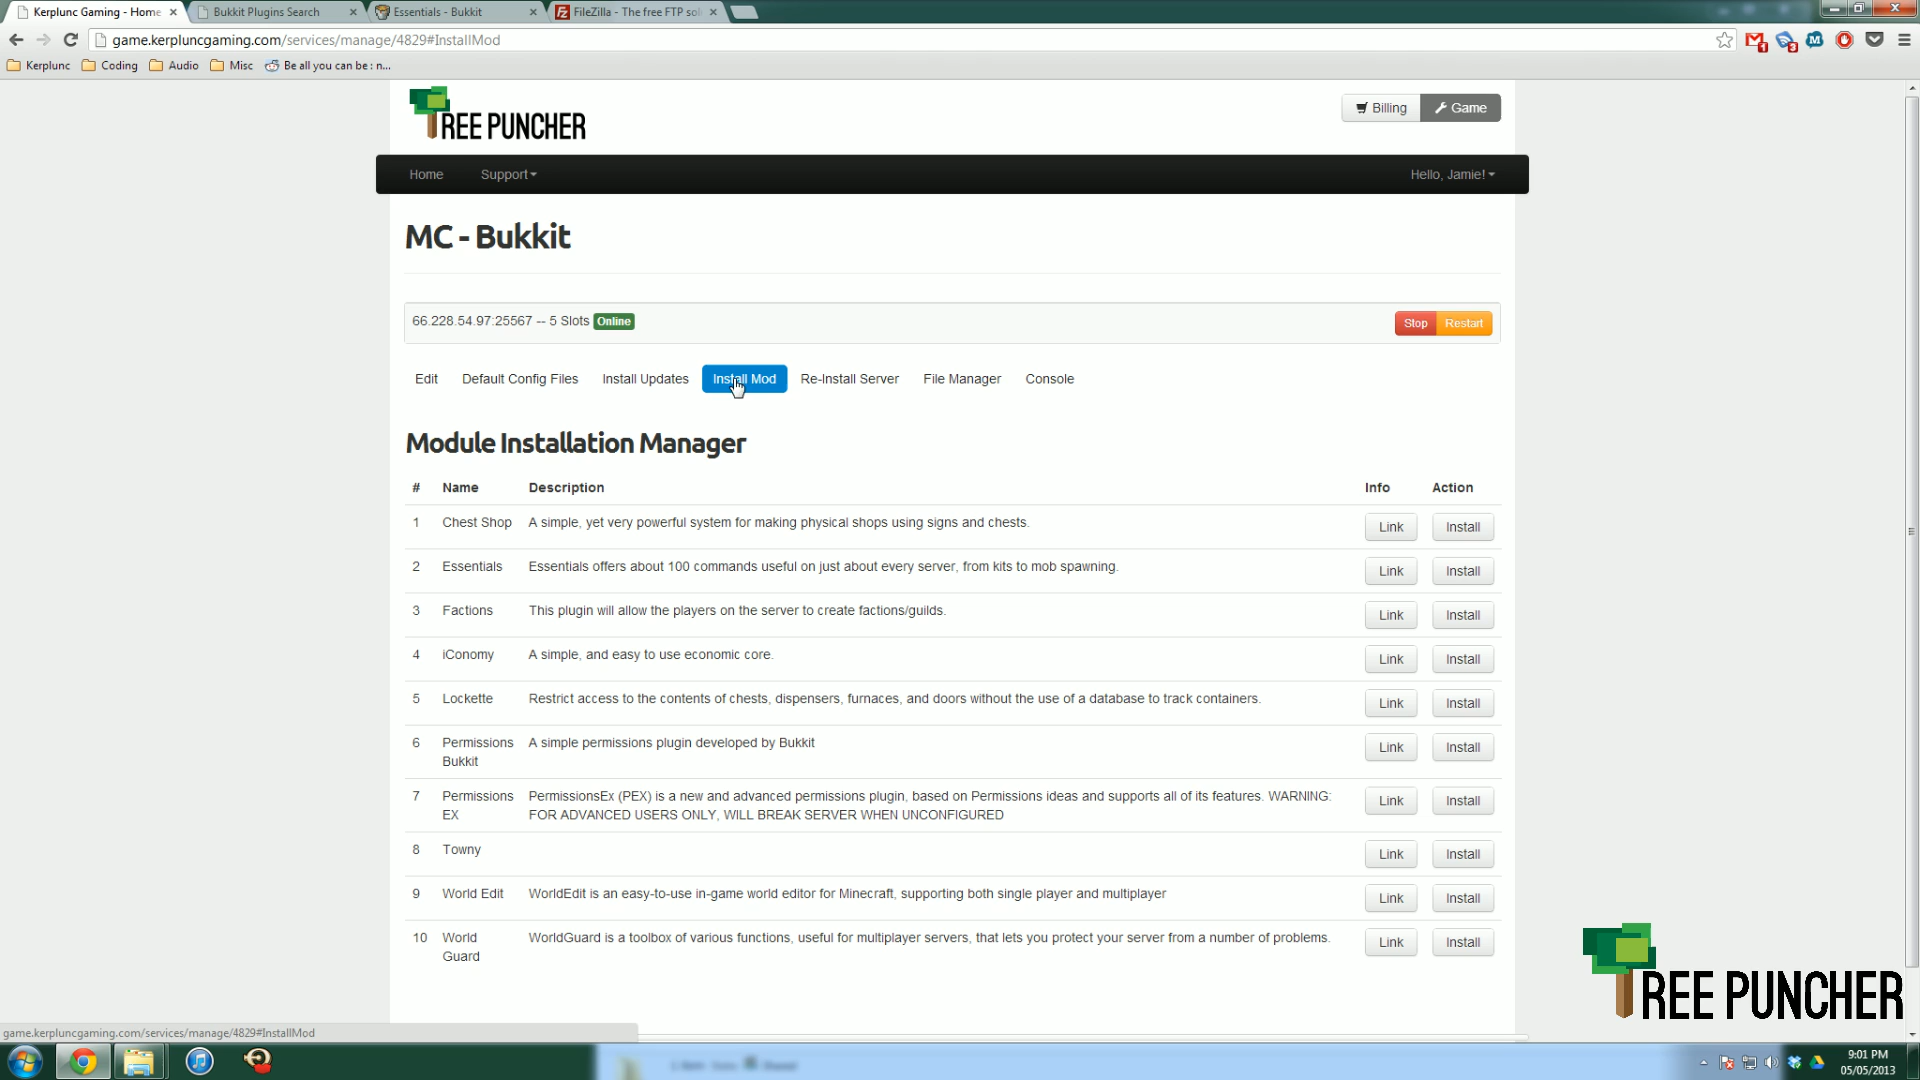 Kerplunc Gaming - Home
Bukkit Plugins Search
Essentials - Bukkit
FileZilla - The free FTP sol
game.kerpluncgaming.com/services/manage/4829#InstallMod
Kerplunc
Coding
Audio
Misc
Be all you can be : n...
REE PUNCHER
Billing
Game
Home
Support
Hello, Jamie!
MC - Bukkit
66.228.54.97:25567 -- 5 Slots Online
Stop
Restart
Edit
Default Config Files
Install Updates
Install Mod
Re-Install Server
File Manager
Console
Module Installation Manager
# Name Description Info Action
1 Chest Shop A simple, yet very powerful system for making physical shops using signs and chests. Link Install
2 Essentials Essentials offers about 100 commands useful on just about every server, from kits to mob spawning. Link Install
3 Factions This plugin will allow the players on the server to create factions/guilds. Link Install
4 iConomy A simple, and easy to use economic core. Link Install
5 Lockette Restrict access to the contents of chests, dispensers, furnaces, and doors without the use of a database to track containers. Link Install
6 Permissions A simple permissions plugin developed by Bukkit Link Install
Bukkit
7 Permissions PermissionsEx (PEX) is a new and advanced permissions plugin, based on Permissions ideas and supports all of its features. WARNING: Link Install
EX FOR ADVANCED USERS ONLY, WILL BREAK SERVER WHEN UNCONFIGURED
8 Towny Link Install
9 World Edit WorldEdit is an easy-to-use in-game world editor for Minecraft, supporting both single player and multiplayer Link Install
10 World WorldGuard is a toolbox of various functions, useful for multiplayer servers, that lets you protect your server from a number of problems. Link Install
Guard
REE PUNCHER
game.kerpluncgaming.com/services/manage/4829#InstallMod
9:01 PM
05/05/2013